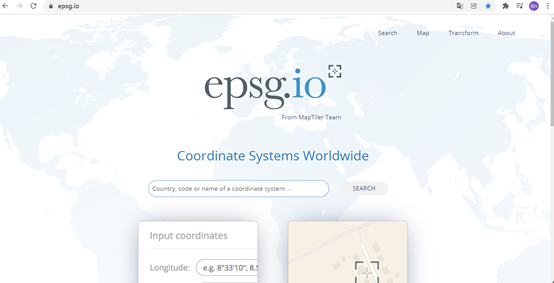 epsg.io
Bn
Search Map Transform About
epsg.io
From MapTiler Team
Coordinate Systems Worldwide
Country, code or name of a coordinate system ... SEARCH
Input coordinates
Longitude: e.g. 8°33'10", 8.5